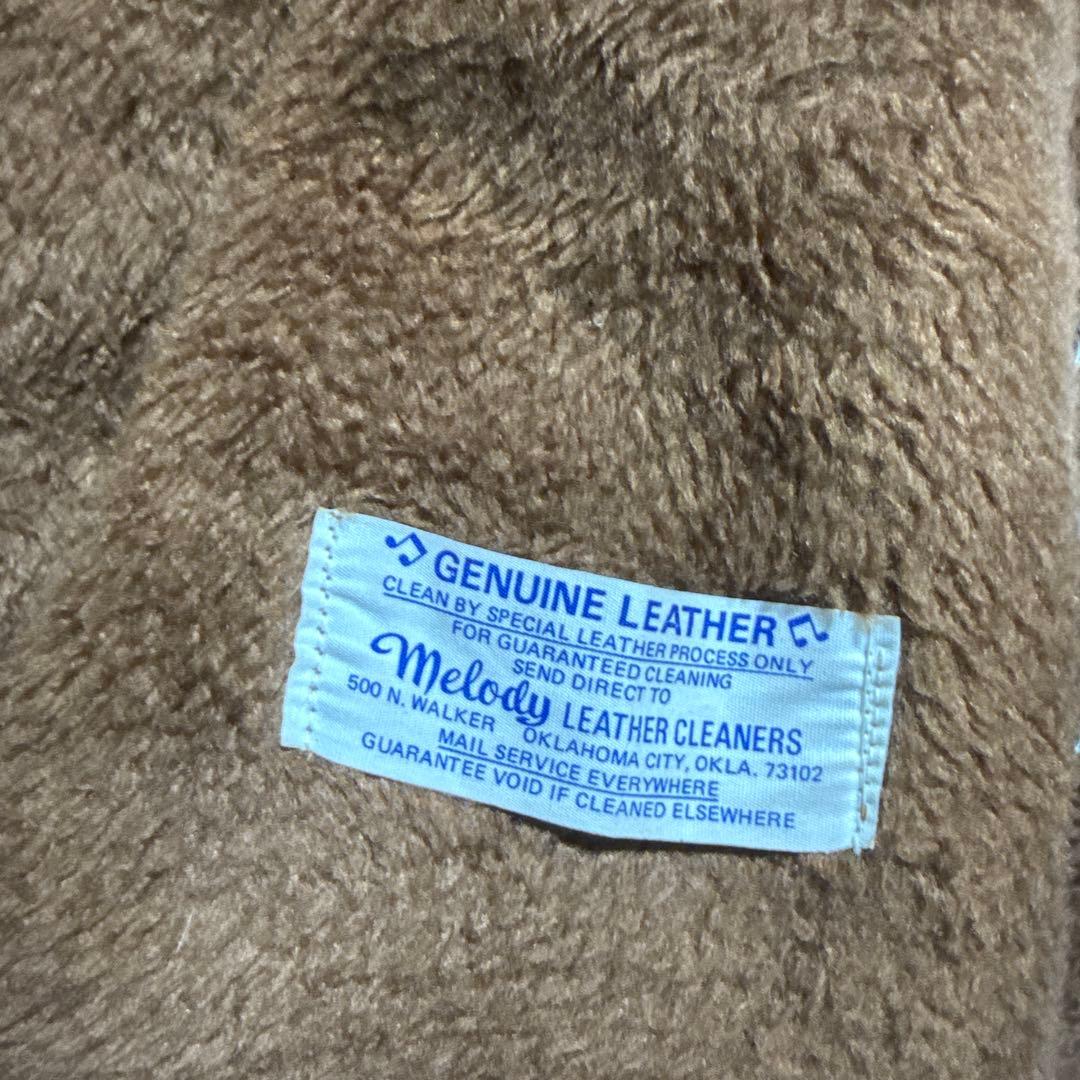 GENUINE LEATHER
CLEAN BY SPECIAL LEATHER PROCESS ONLY
FOR GUARANTEED CLEANING
SEND DIRECT TO
Melody LEATHER CLEANERS
500 N. WALKER OKLAHOMA CITY, OKLA. 73102
MAIL SERVICE EVERYWHERE
GUARANTEE VOID IF CLEANED ELSEWHERE